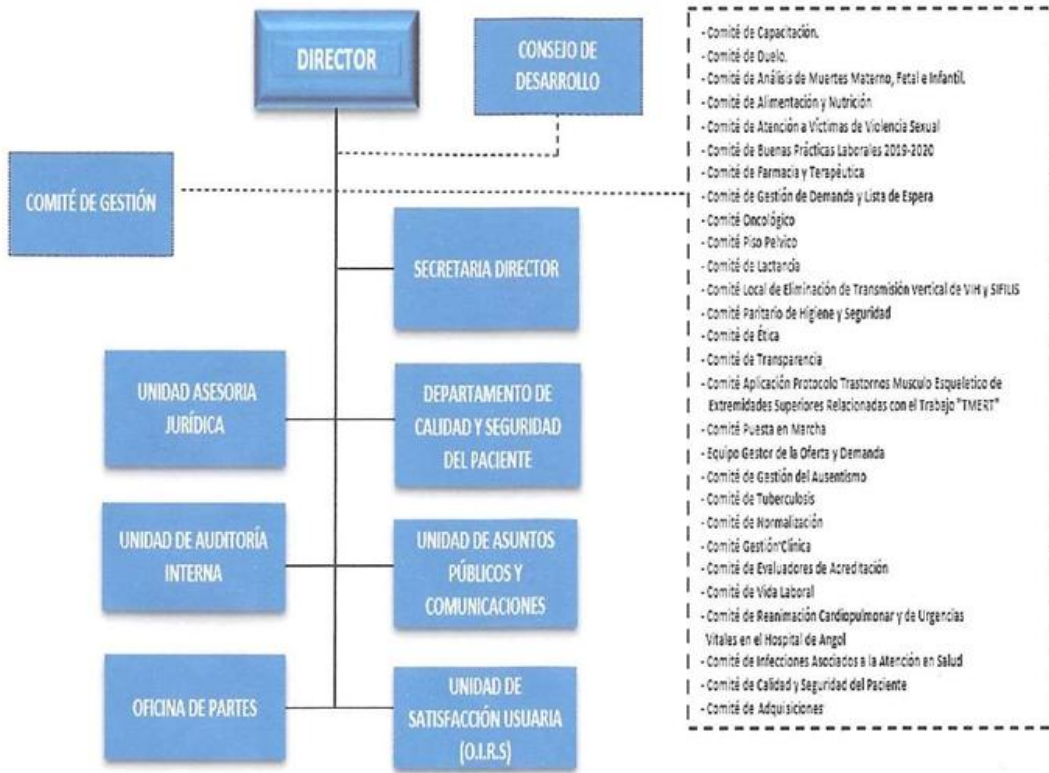 DIRECTOR
CONSEJO DE
DESARROLLO
COMITÉ DE GESTIÓN
SECRETARIA DIRECTOR
UNIDAD ASESORIA
JURÍDICA
DEPARTAMENTO DE
CALIDAD Y SEGURIDAD
DEL PACIENTE
UNIDAD DE AUDITORÍA
INTERNA
UNIDAD DE ASUNTOS
PÚBLICOS Y
COMUNICACIONES
OFICINA DE PARTES
UNIDAD DE
SATISFACCIÓN USUARIA
(O.I.R.S)
- Comité de Capacitación.
- Comité de Duelo.
- Comité de Análisis de Muertes Materno, Fetal e Infantil.
- Comité de Alimentación y Nutrición
- Comité de Atención a Víctimas de Violencia Sexual
- Comité de Buenas Prácticas Laborales 2019-2020
- Comité de Farmacia y Terapéutica
- Comité de Gestión de Demanda y Lista de Espera
- Comité Oncológico
- Comité Piso Pelvico
- Comité de Lactancia
- Comité Local de Eliminación de Transmisión Vertical de VIH y SIFILIS
- Comité Paritario de Higiene y Seguridad
- Comité de Ética
- Comité de Transparencia
- Comité Aplicación Protocolo Trastornos Musculo Esqueletico de
Extremidades Superiores Relacionadas con el Trabajo "TMERT"
- Comité Puesta en Marcha
- Equipo Gestor de la Oferta y Demanda
- Comité de Gestión del Ausentismo
- Comité de Tuberculosis
- Comité de Normalización
- Comité Gestión Clínica
- Comité de Evaluadores de Acreditación
- Comité de Vida Laboral
- Comité de Reanimación Cardiopulmonar y de Urgencias
Vitales en el Hospital de Angol
- Comité de Infecciones Asociados a la Atención en Salud
- Comité de Calidad y Seguridad del Paciente
- Comité de Adquisiciones